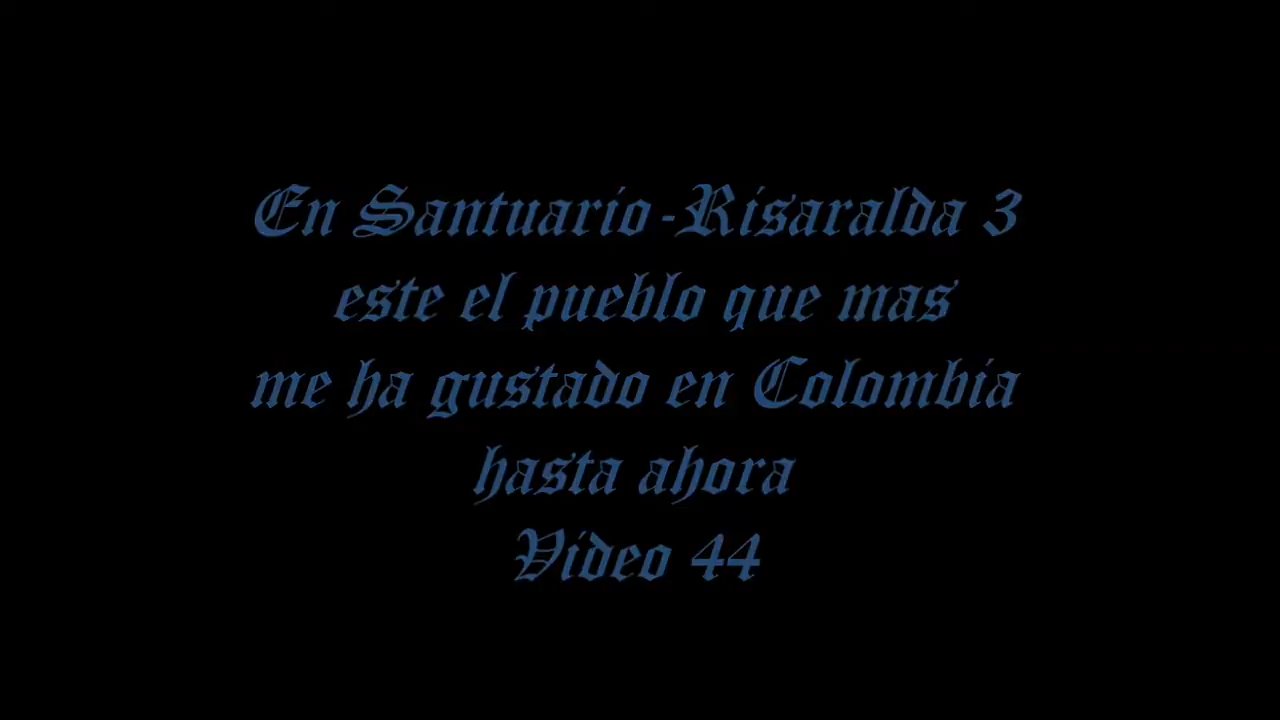 En Santuario-Risaralda 3
este el pueblo que mas
me ha gustado en Colombia
hasta ahora
Video 44